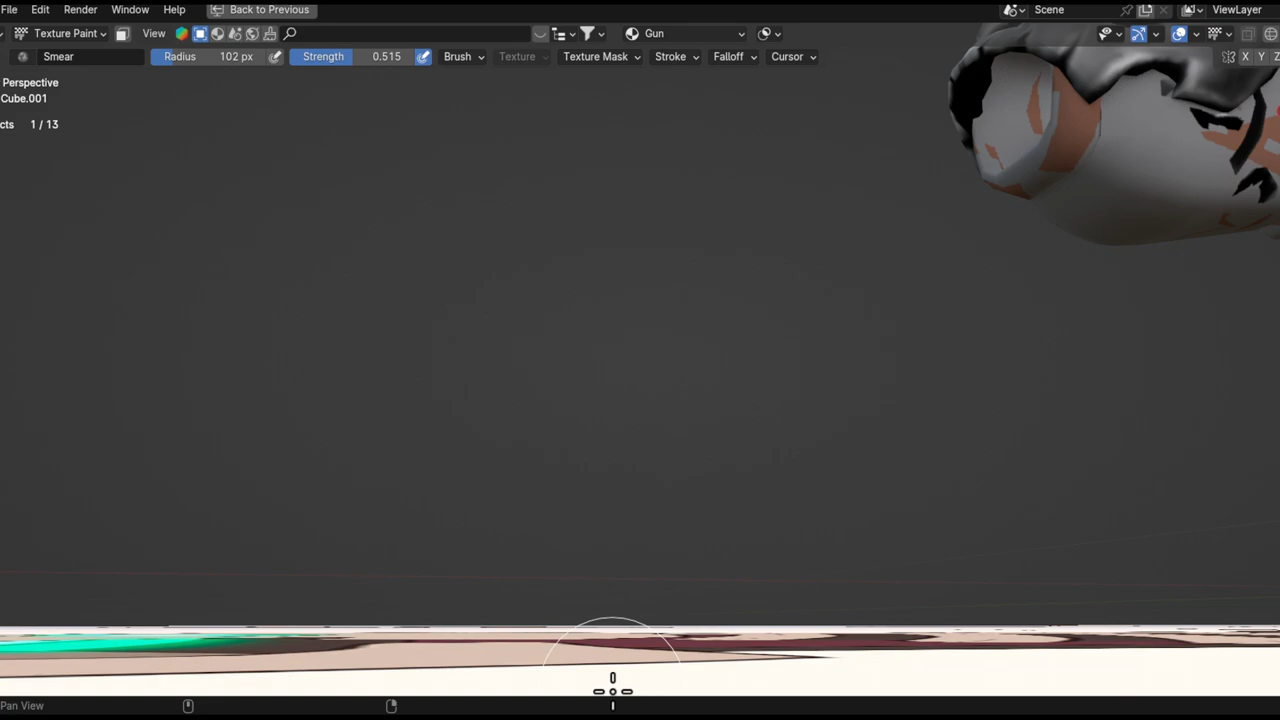 File Edit Render Window Help Back to Previous Scene ViewLayer
Texture Paint View Gun
Smear Radius 102 px Strength 0.515 Brush Texture Texture Mask Stroke Falloff Cursor X Y Z
Perspective
Cube.001
cts 1 / 13
Pan View